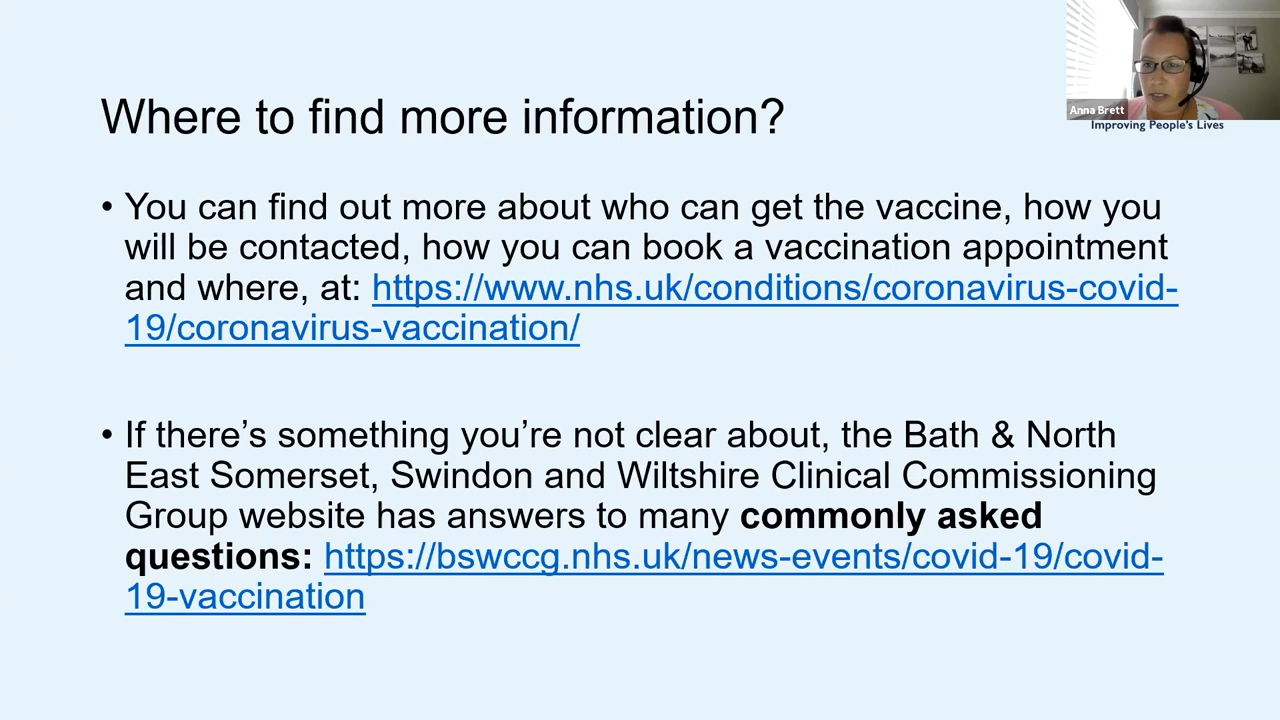 Where to find more information?
Anna Brett
Improving People's Lives
• You can find out more about who can get the vaccine, how you
will be contacted, how you can book a vaccination appointment
and where, at: https://www.nhs.uk/conditions/coronavirus-covid-
19/coronavirus-vaccination/
• If there’s something you’re not clear about, the Bath & North
East Somerset, Swindon and Wiltshire Clinical Commissioning
Group website has answers to many commonly asked
questions: https://bswccg.nhs.uk/news-events/covid-19/covid-
19-vaccination